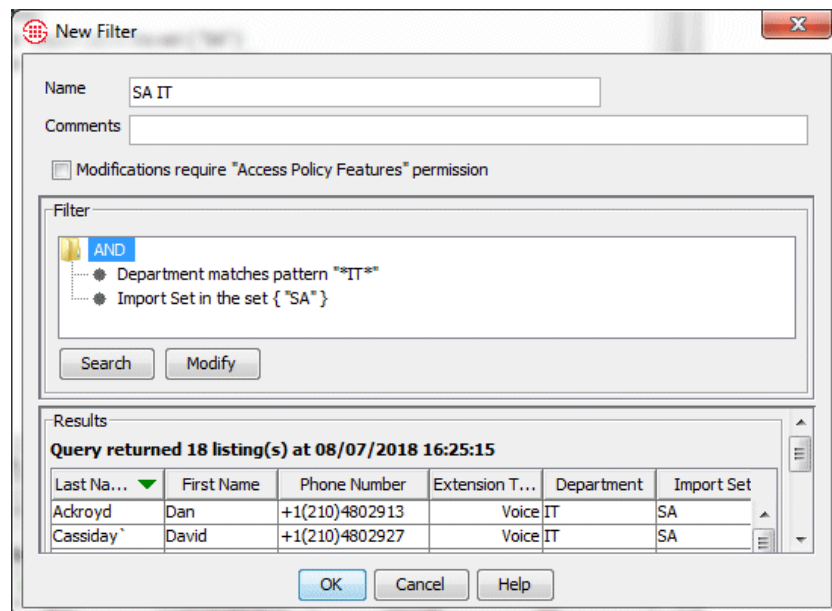 New Filter
Name SA IT
Comments
Modifications require "Access Policy Features" permission
Filter
AND
Department matches pattern "*IT*"
Import Set in the set { "SA" }
Search Modify
Results
Query returned 18 listing(s) at 08/07/2018 16:25:15
Last Na... First Name Phone Number Extension T... Department Import Set
Ackroyd Dan +1(210)4802913 Voice IT SA
Cassiday` David +1(210)4802927 Voice IT SA
OK Cancel Help